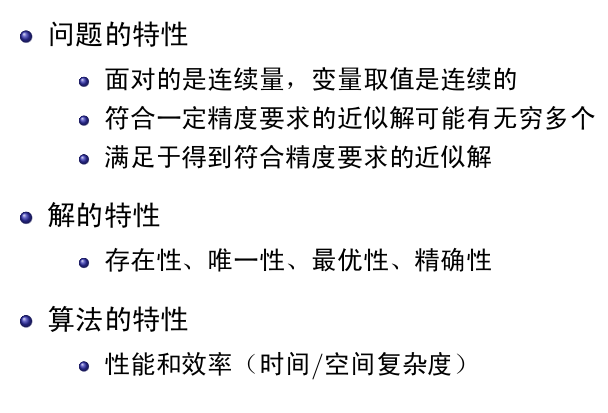 问题的特性
面对的是连续量，变量取值是连续的
符合一定精度要求的近似解可能有无穷多个
满足于得到符合精度要求的近似解
解的特性
存在性、唯一性、最优性、精确性
算法的特性
性能和效率（时间/空间复杂度）